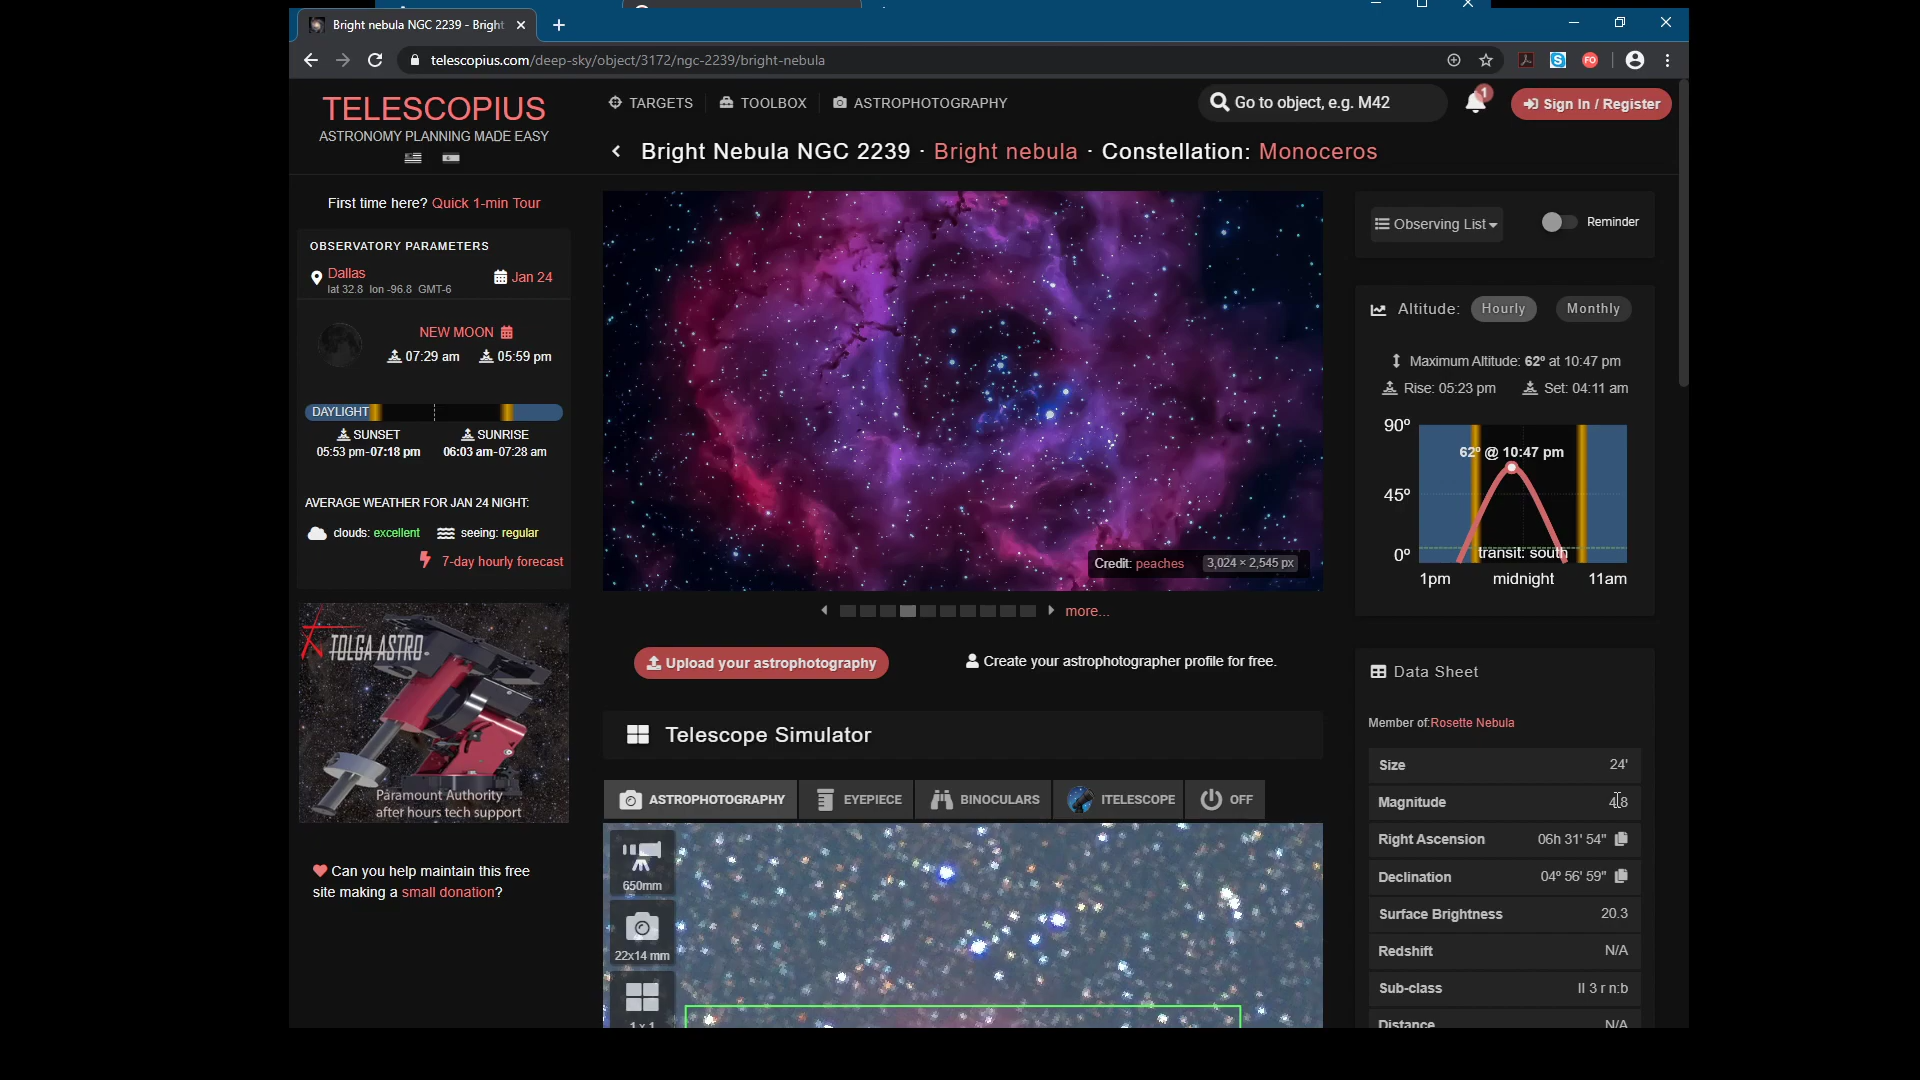 Bright nebula NGC 2239 - Bright
telescopius.com/deep-sky/object/3172/ngc-2239/bright-nebula
TELESCOPIUS
ASTRONOMY PLANNING MADE EASY
TARGETS
TOOLBOX
ASTROPHOTOGRAPHY
Go to object, e.g. M42
1
Sign In / Register
Bright Nebula NGC 2239 · Bright nebula · Constellation: Monoceros
First time here? Quick 1-min Tour
OBSERVATORY PARAMETERS
Dallas
lat 32.8 lon -96.8 GMT-6
Jan 24
NEW MOON
07:29 am
05:59 pm
DAYLIGHT
SUNSET
05:53 pm-07:18 pm
SUNRISE
06:03 am-07:28 am
AVERAGE WEATHER FOR JAN 24 NIGHT:
clouds: excellent
seeing: regular
7-day hourly forecast
TOLGA ASTRO.
Paramount Authority
after hours tech support
Can you help maintain this free
site making a small donation?
Credit: peaches
3,024 × 2,545 px
more...
Upload your astrophotography
Create your astrophotographer profile for free.
Telescope Simulator
ASTROPHOTOGRAPHY
EYEPIECE
BINOCULARS
ITELESCOPE
OFF
650mm
22x14 mm
1 x 1
Observing List
Reminder
Altitude:
Hourly
Monthly
Maximum Altitude: 62º at 10:47 pm
Rise: 05:23 pm
Set: 04:11 am
90º
62º @ 10:47 pm
45º
0º
transit: south
1pm
midnight
11am
Data Sheet
Member of:Rosette Nebula
Size 24'
Magnitude 4.8
Right Ascension 06h 31' 54"
Declination 04º 56' 59"
Surface Brightness 20.3
Redshift N/A
Sub-class II 3 r n:b
Distance N/A